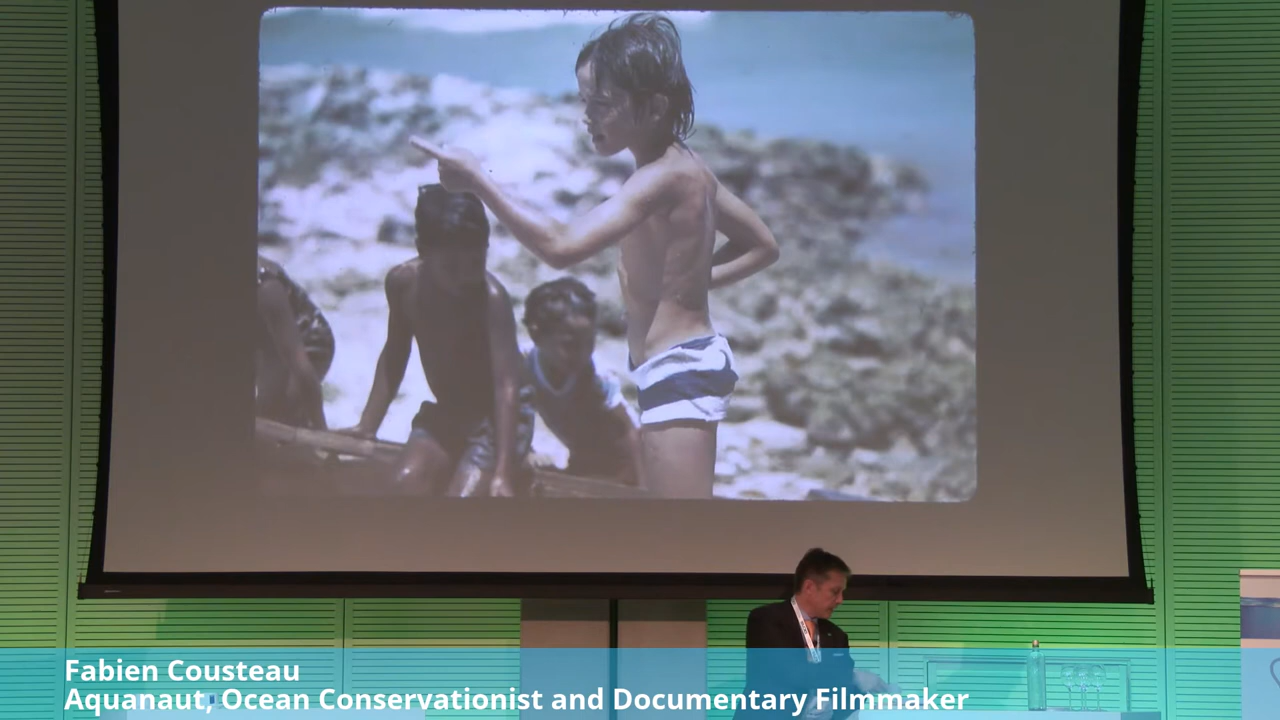 Fabien Cousteau
Aquanaut, Ocean Conservationist and Documentary Filmmaker